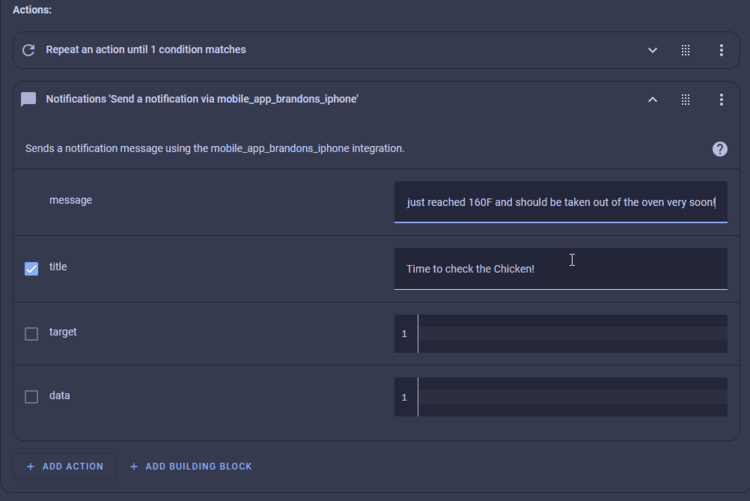 Actions:
Repeat an action until 1 condition matches
Notifications 'Send a notification via mobile_app_brandons_iphone'
Sends a notification message using the mobile_app_brandons_iphone integration.
message
just reached 160F and should be taken out of the oven very soon!
title
Time to check the Chicken!
target
1
data
1
+ ADD ACTION
+ ADD BUILDING BLOCK